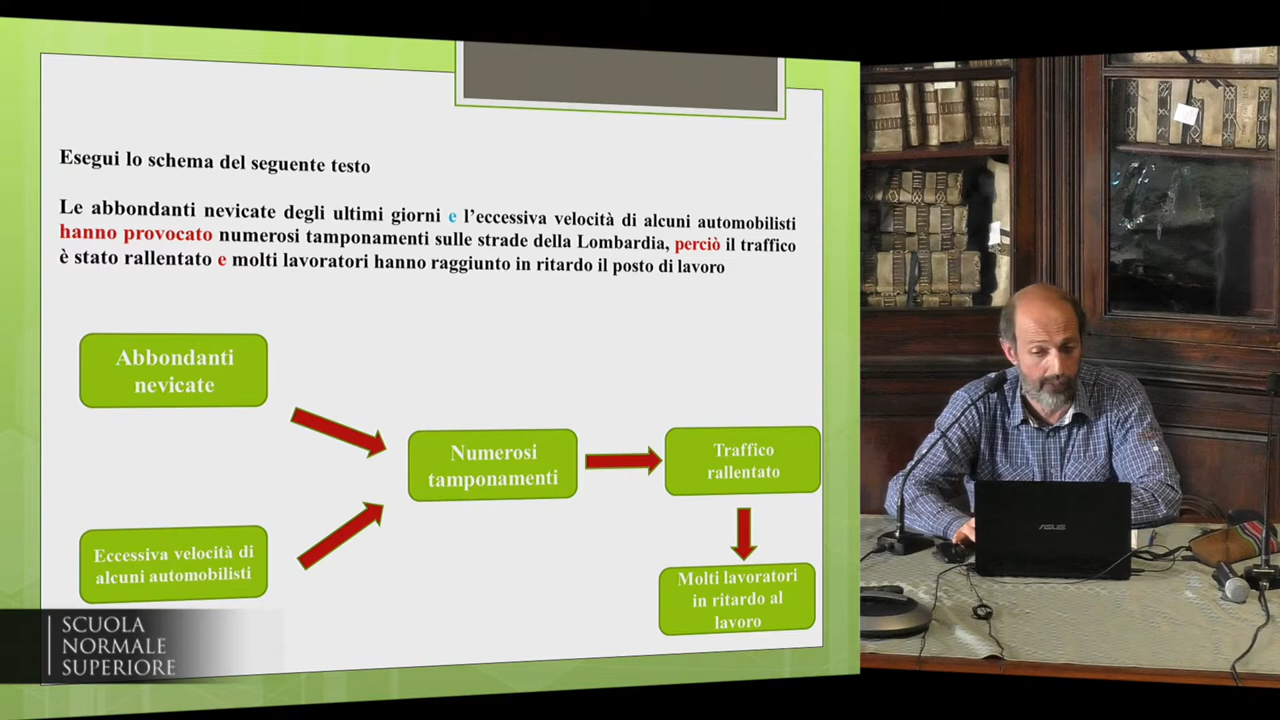 Esegui lo schema del seguente testo
Le abbondanti nevicate degli ultimi giorni e l'eccessiva velocità di alcuni automobilisti
hanno provocato numerosi tamponamenti sulle strade della Lombardia, perciò il traffico
è stato rallentato e molti lavoratori hanno raggiunto in ritardo il posto di lavoro
Abbondanti
nevicate
Numerosi
tamponamenti
Traffico
rallentato
Eccessiva velocità di
alcuni automobilisti
Molti lavoratori
in ritardo al
lavoro
SCUOLA
NORMALE
SUPERIORE
ASUS